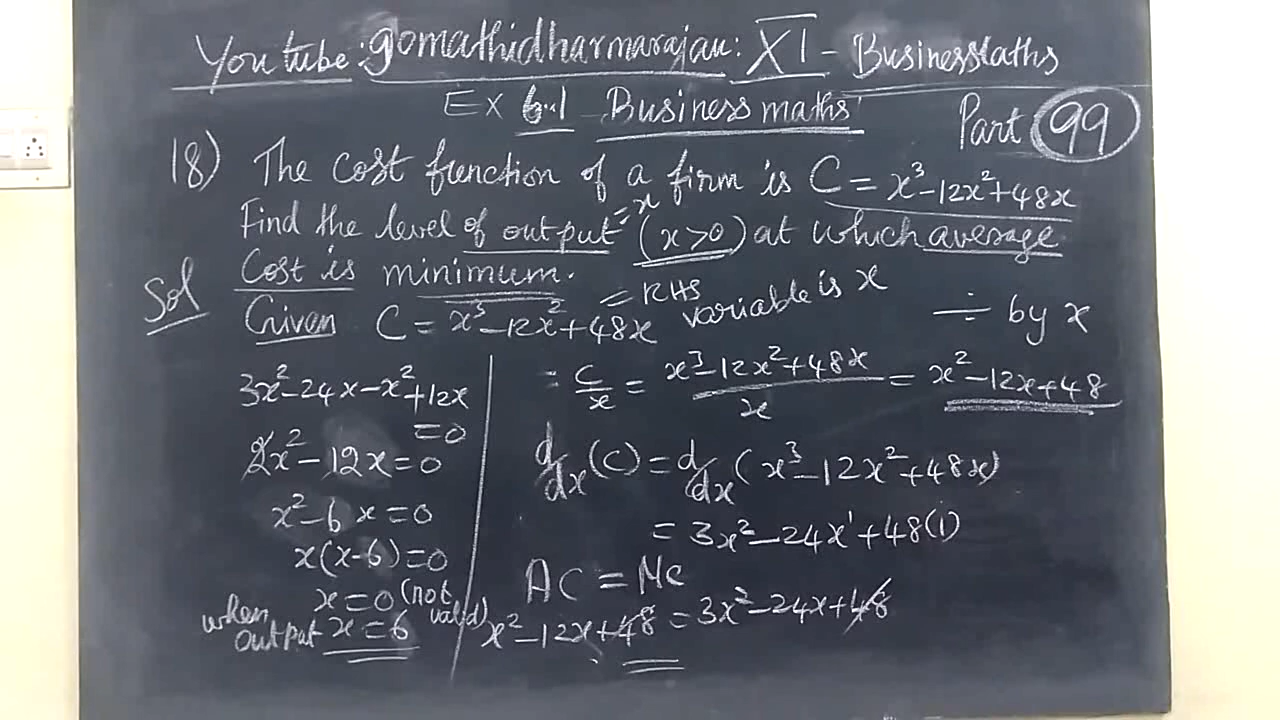 Youtube: gomathidharmarajan: XI - BusinessMaths
Ex 6.1 Business maths
Part 99
18) The cost function of a firm is C = x³-12x²+48x
Find the level of output = x (x>0) at which average
Cost is minimum.
Sol
Given C = x³-12x²+48x = RHS variable is x
÷ by x
= C/x = x³-12x²+48x / x = x²-12x+48
d/dx (C) = d/dx (x³-12x²+48x)
= 3x²-24x¹+48(1)
AC = MC
x²-12x+48 = 3x²-24x+48
3x²-24x-x²+12x
=0
2x²-12x=0
x²-6x=0
x(x-6)=0
x=0 (not valid)
when output x=6